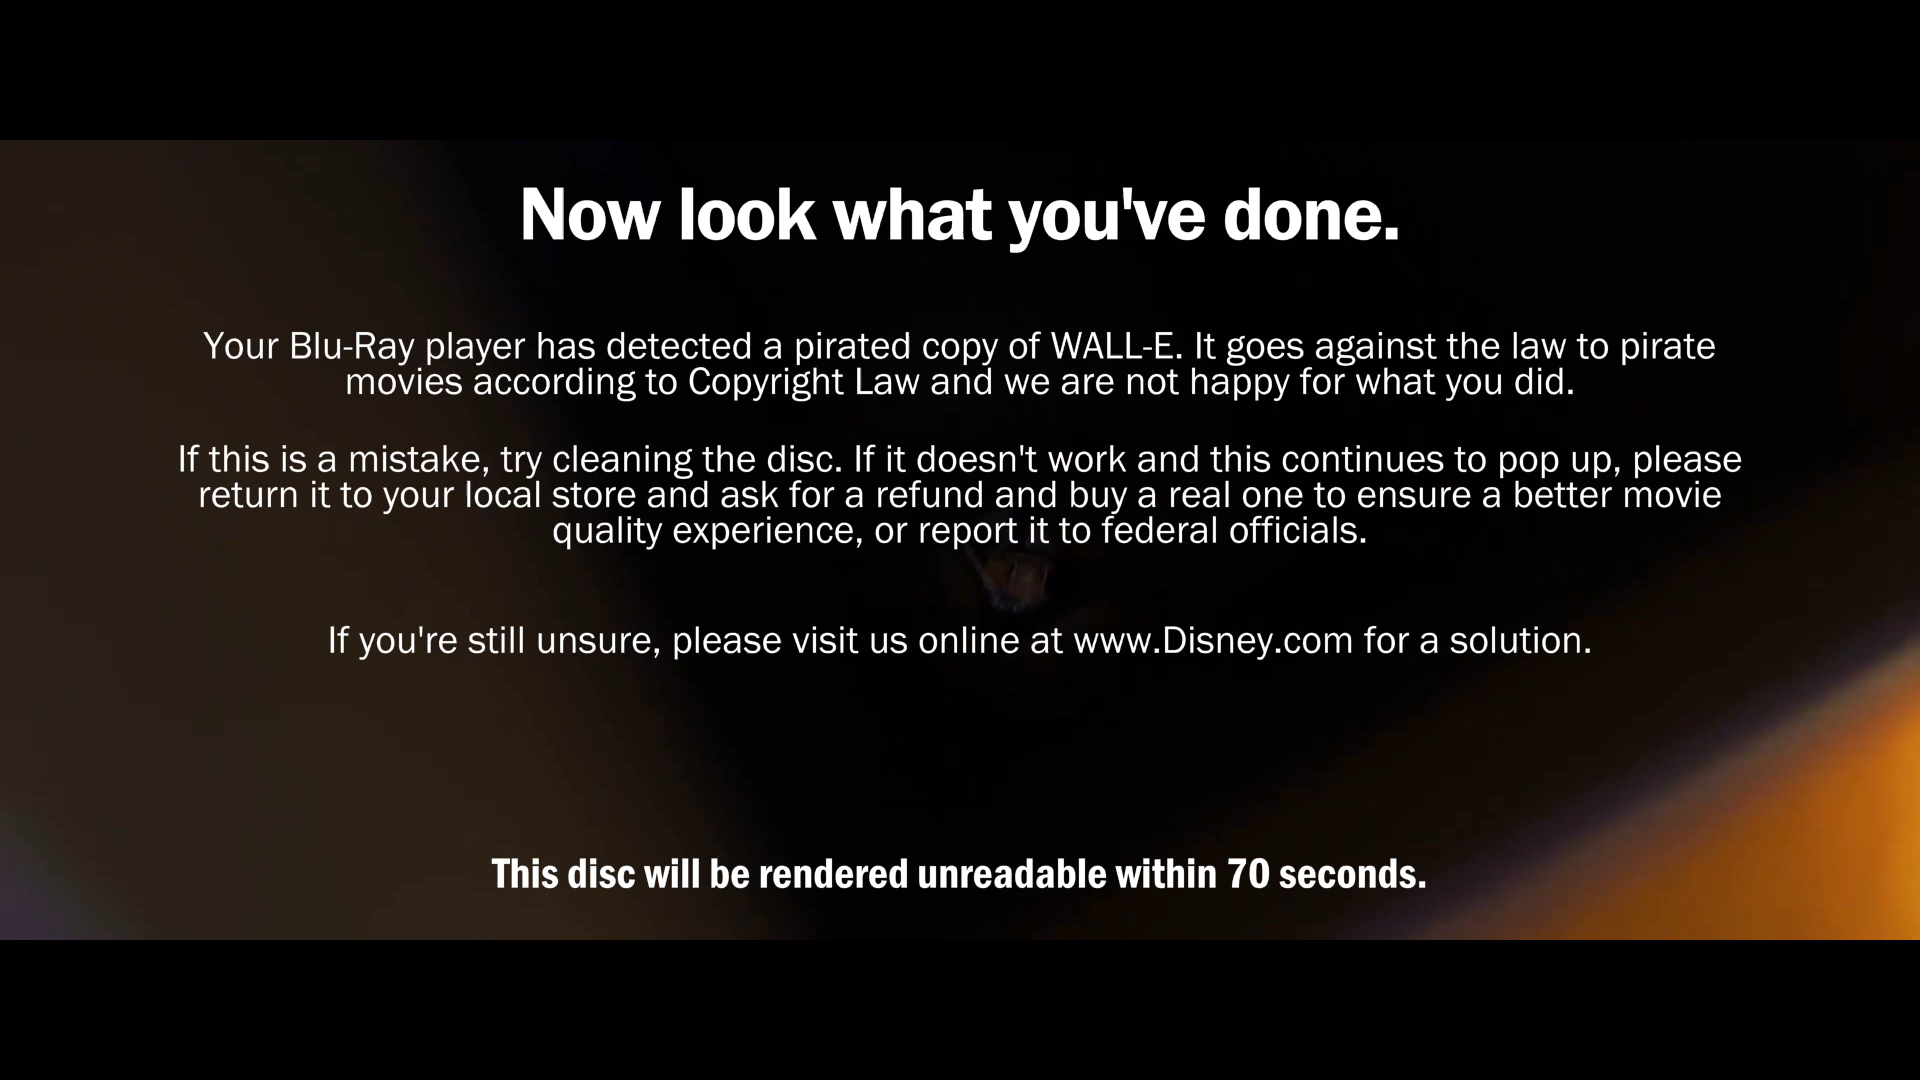 Now look what you've done.
Your Blu-Ray player has detected a pirated copy of WALL-E. It goes against the law to pirate
movies according to Copyright Law and we are not happy for what you did.
If this is a mistake, try cleaning the disc. If it doesn't work and this continues to pop up, please
return it to your local store and ask for a refund and buy a real one to ensure a better movie
quality experience, or report it to federal officials.
If you're still unsure, please visit us online at www.Disney.com for a solution.
This disc will be rendered unreadable within 70 seconds.